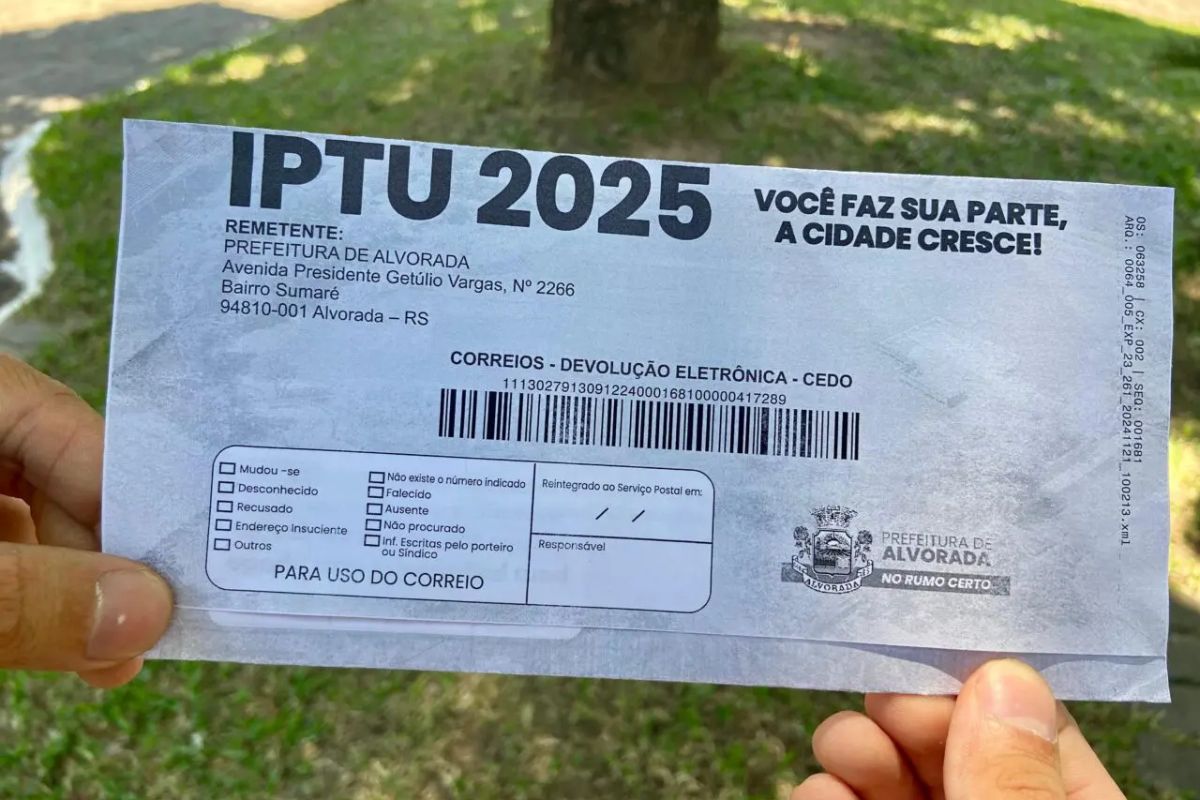 IPTU 2025
VOCÊ FAZ SUA PARTE,
A CIDADE CRESCE!
REMETENTE:
PREFEITURA DE ALVORADA
Avenida Presidente Getúlio Vargas, Nº 2266
Bairro Sumaré
94810-001 Alvorada – RS
CORREIOS - DEVOLUÇÃO ELETRÔNICA - CEDO
1113027913091224000168100000417289
Mudou -se
Desconhecido
Recusado
Endereço Insuciente
Outros
Não existe o número indicado
Falecido
Ausente
Não procurado
Inf. Escritas pelo porteiro
ou Síndico
PARA USO DO CORREIO
Reintegrado ao Serviço Postal em:
/ /
Responsável
ALVORADA
PREFEITURA DE
ALVORADA
NO RUMO CERTO
OS: 063258 | CX: 002 | SEQ: 001681
ARQ.: 0064_005_EXP_23_261_20241121_100213.xml